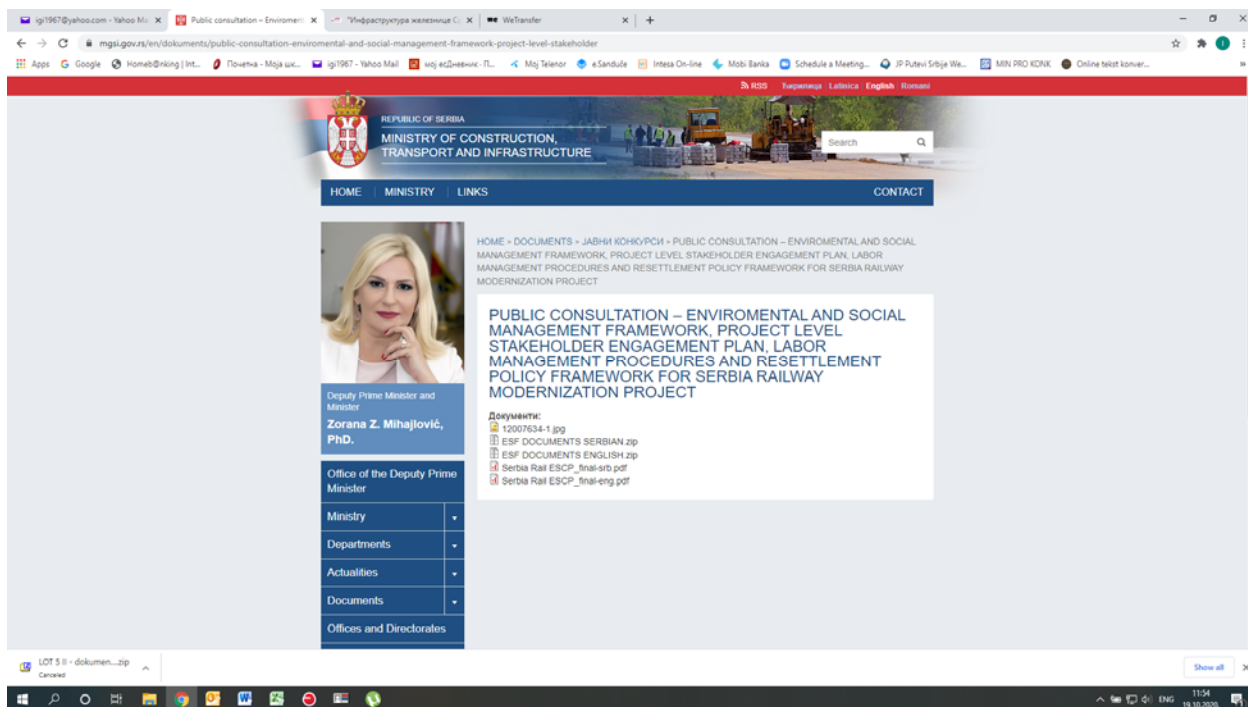 igi1967@yahoo.com - Yahoo Ma
Public consultation – Enviroment
"Инфраструктура железнице Ср
we WeTransfer
mgsi.gov.rs/en/dokuments/public-consultation-enviromental-and-social-management-framework-project-level-stakeholder
Apps
Google
Homeb@nking | Int...
Почетна - Моја шк...
igi1967 - Yahoo Mail
мој есДневник - П...
Moj Telenor
e.Sanduče
Intesa On-line
Mobi Banka
Schedule a Meeting...
JP Putevi Srbije We...
MIN PRO KONK
Online tekst konver...
RSS Ћирилица | Latinica | English | Romani
REPUBLIC OF SERBIA
MINISTRY OF CONSTRUCTION,
TRANSPORT AND INFRASTRUCTURE
Search
HOME | MINISTRY | LINKS
CONTACT
HOME » DOCUMENTS » ЈАВНИ КОНКУРСИ » PUBLIC CONSULTATION – ENVIROMENTAL AND SOCIAL
MANAGEMENT FRAMEWORK, PROJECT LEVEL STAKEHOLDER ENGAGEMENT PLAN, LABOR
MANAGEMENT PROCEDURES AND RESETTLEMENT POLICY FRAMEWORK FOR SERBIA RAILWAY
MODERNIZATION PROJECT
PUBLIC CONSULTATION – ENVIROMENTAL AND SOCIAL
MANAGEMENT FRAMEWORK, PROJECT LEVEL
STAKEHOLDER ENGAGEMENT PLAN, LABOR
MANAGEMENT PROCEDURES AND RESETTLEMENT
POLICY FRAMEWORK FOR SERBIA RAILWAY
MODERNIZATION PROJECT
Документи:
12007634-1.jpg
ESF DOCUMENTS SERBIAN.zip
ESF DOCUMENTS ENGLISH.zip
Serbia Rail ESCP_final-srb.pdf
Serbia Rail ESCP_final-eng.pdf
Deputy Prime Minister and
Minister
Zorana Z. Mihajlović,
PhD.
Office of the Deputy Prime
Minister
Ministry
Departments
Actualities
Documents
Offices and Directorates
LOT 5 II - dokumen....zip
Canceled
Show all
ENG
11:54
19.10.2020.